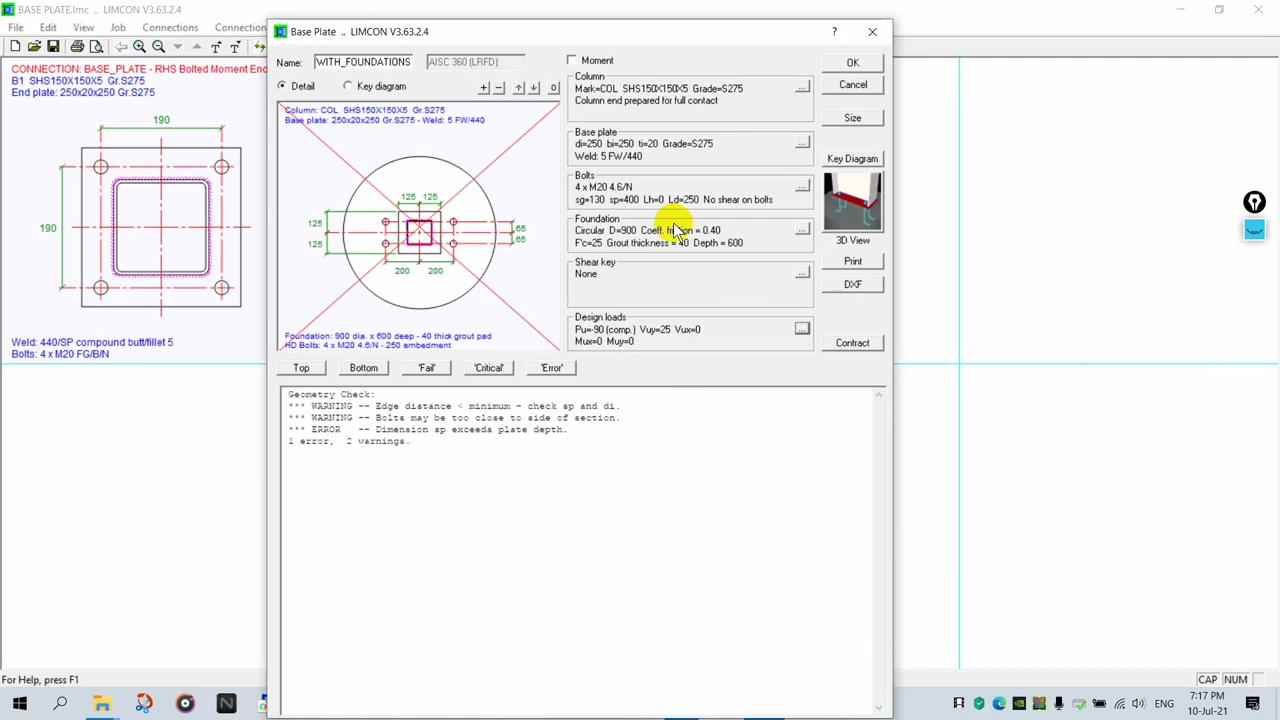 BASE PLATE.lmc - LIMCON V3.63.2.4
File Edit View Job Connections Connection
CONNECTION: BASE_PLATE - RHS Bolted Moment End
B1 SHS150X150X5 Gr.S275
End plate: 250x20x250 Gr.S275
190
190
Weld: 440/SP compound butt/fillet 5
Bolts: 4 x M20 FG/B/N
Base Plate .. LIMCON V3.63.2.4
?
Name:
WITH_FOUNDATIONS
AISC 360 (LRFD)
Detail
Key diagram
+
−
0
Column: COL SHS150X150X5 Gr.S275
Base plate: 250x20x250 Gr.S275 - Weld: 5 FW/440
125 125
125
125
65
65
200 200
Foundation: 900 dia. x 600 deep - 40 thick grout pad
HD Bolts: 4 x M20 4.6/N - 250 embedment
Moment
Column
Mark=COL SHS150X150X5 Grade=S275
Column end prepared for full contact
...
Base plate
di=250 bi=250 ti=20 Grade=S275
Weld: 5 FW/440
...
Bolts
4 x M20 4.6/N
sg=130 sp=400 Lh=0 Ld=250 No shear on bolts
...
Foundation
Circular D=900 Coeff. friction = 0.40
F'c=25 Grout thickness = 40 Depth = 600
...
Shear key
None
...
Design loads
Pu=-90 (comp.) Vuy=25 Vux=0
Mux=0 Muy=0
...
OK
Cancel
Size
Key Diagram
3D View
Print
DXF
Contract
Top
Bottom
'Fail'
'Critical'
'Error'
Geometry Check:
*** WARNING -- Edge distance < minimum - check sp and di.
*** WARNING -- Bolts may be too close to side of section.
*** ERROR -- Dimension sp exceeds plate depth.
1 error, 2 warnings.
For Help, press F1
CAP NUM
ENG
7:17 PM
10-Jul-21